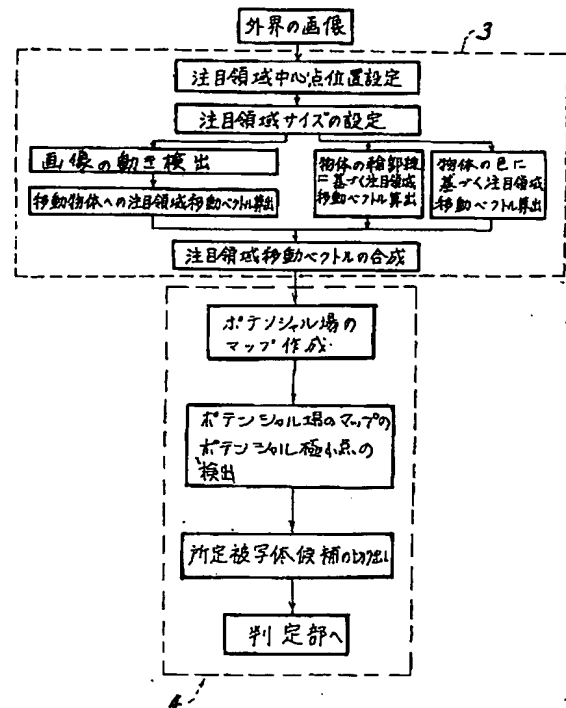 外界の画像
3
注目領域中心点位置設定
注目領域サイズの設定
画像の動き検出
移動物体への注目領域移動ベクトル算出
物体の輪郭線
に基づく注目領域
移動ベクトル算出
物体の色に
基づく注目領域
移動ベクトル算出
注目領域移動ベクトルの合成
ポテンシャル場の
マップ作成
ポテンシャル場のマップの
ポテンシャル極小点の
検出
所定被写体候補の切り出し
判定部へ
4